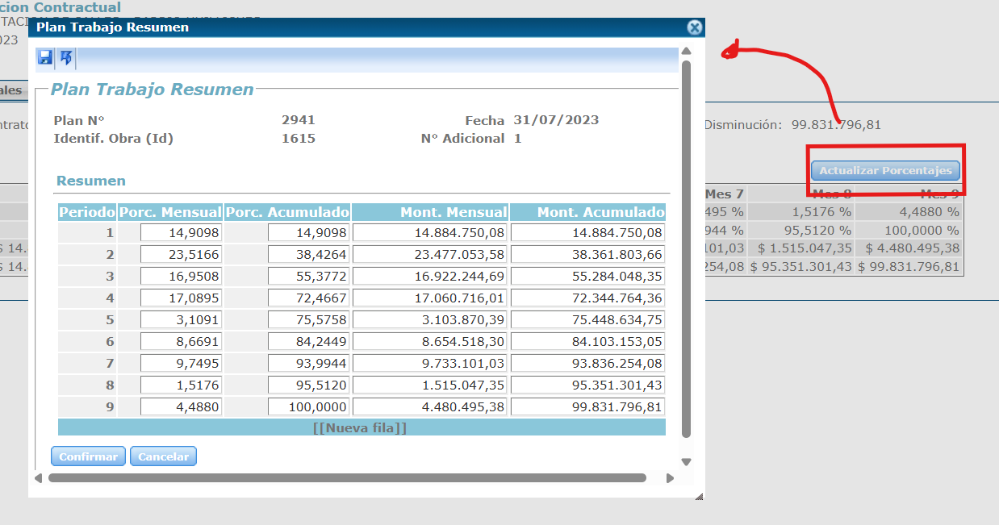 cion Contractual
023
Plan Trabajo Resumen
ales
Plan Trabajo Resumen
Plan N° 2941 Fecha 31/07/2023
Identif. Obra (Id) 1615 N° Adicional 1
ntrato Disminución: 99.831.796,81
Actualizar Porcentajes
Resumen
Mes 7 Mes 8 Mes 9
495 % 1,5176 % 4,4880 %
944 % 95,5120 % 100,0000 %
$ 14. 101,03 $ 1.515.047,35 $ 4.480.495,38
$ 14. 254,08 $ 95.351.301,43 $ 99.831.796,81
Periodo Porc. Mensual Porc. Acumulado Mont. Mensual Mont. Acumulado
1 14,9098 14,9098 14.884.750,08 14.884.750,08
2 23,5166 38,4264 23.477.053,58 38.361.803,66
3 16,9508 55,3772 16.922.244,69 55.284.048,35
4 17,0895 72,4667 17.060.716,01 72.344.764,36
5 3,1091 75,5758 3.103.870,39 75.448.634,75
6 8,6691 84,2449 8.654.518,30 84.103.153,05
7 9,7495 93,9944 9.733.101,03 93.836.254,08
8 1,5176 95,5120 1.515.047,35 95.351.301,43
9 4,4880 100,0000 4.480.495,38 99.831.796,81
[[Nueva fila]]
Confirmar Cancelar